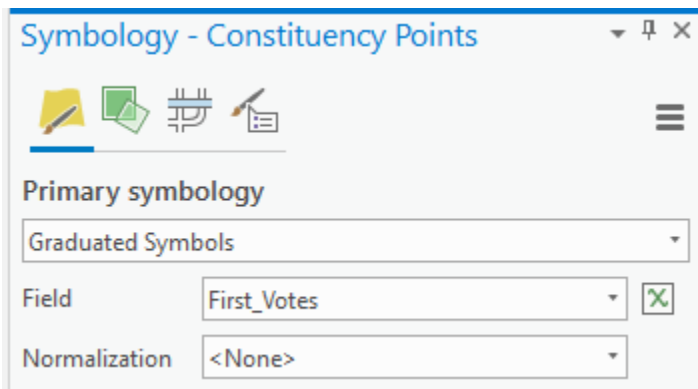 Symbology - Constituency Points
Primary symbology
Graduated Symbols
Field First_Votes
Normalization <None>